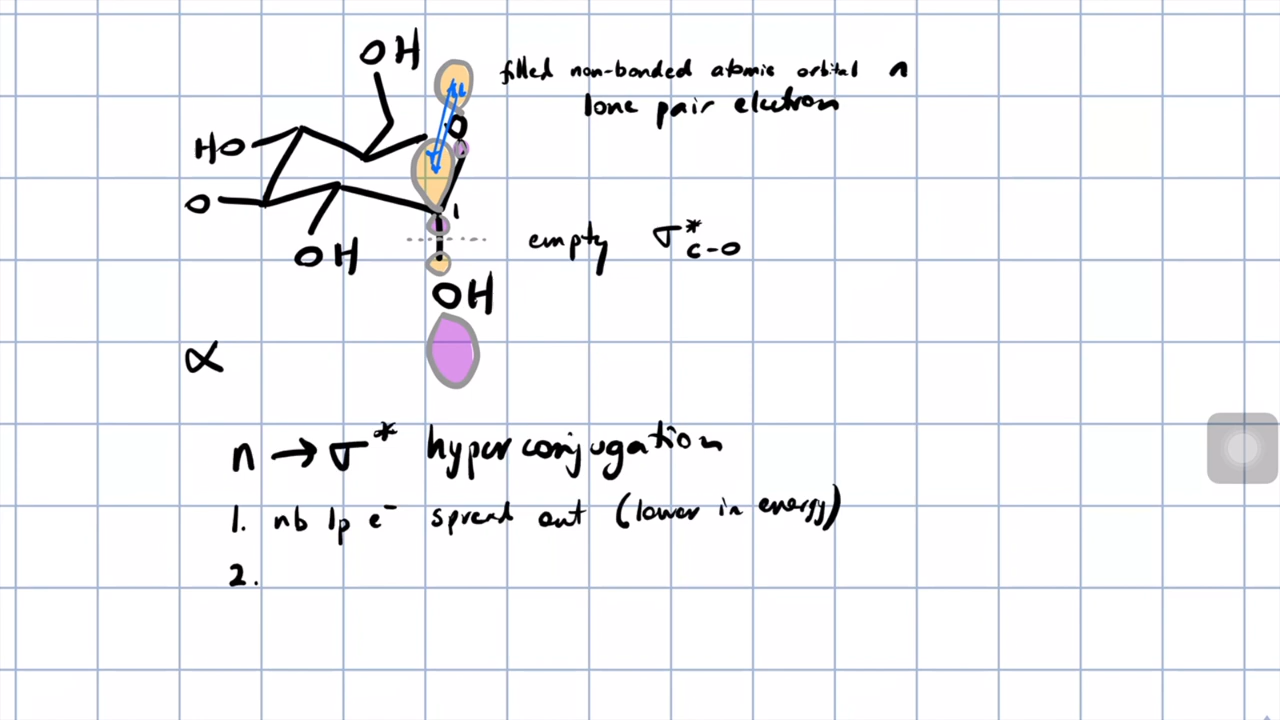 OH
filled non-bonded atomic orbital n
lone pair electron
O
HO
O
1
OH
empty σ*C-O
OH
α
n → σ* hyperconjugation
1. nb lp e⁻ spread out (lower in energy)
2.